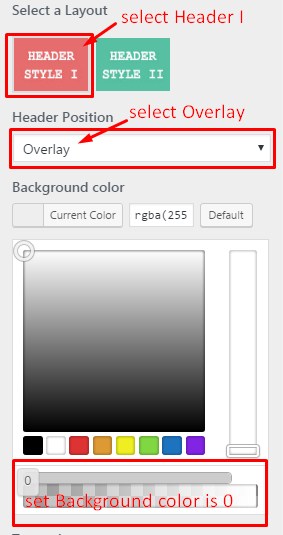 Select a Layout
select Header I
HEADER
STYLE I
HEADER
STYLE II
Header Position
select Overlay
Overlay
Background color
Current Color
rgba(255
Default
0
set Background color is 0